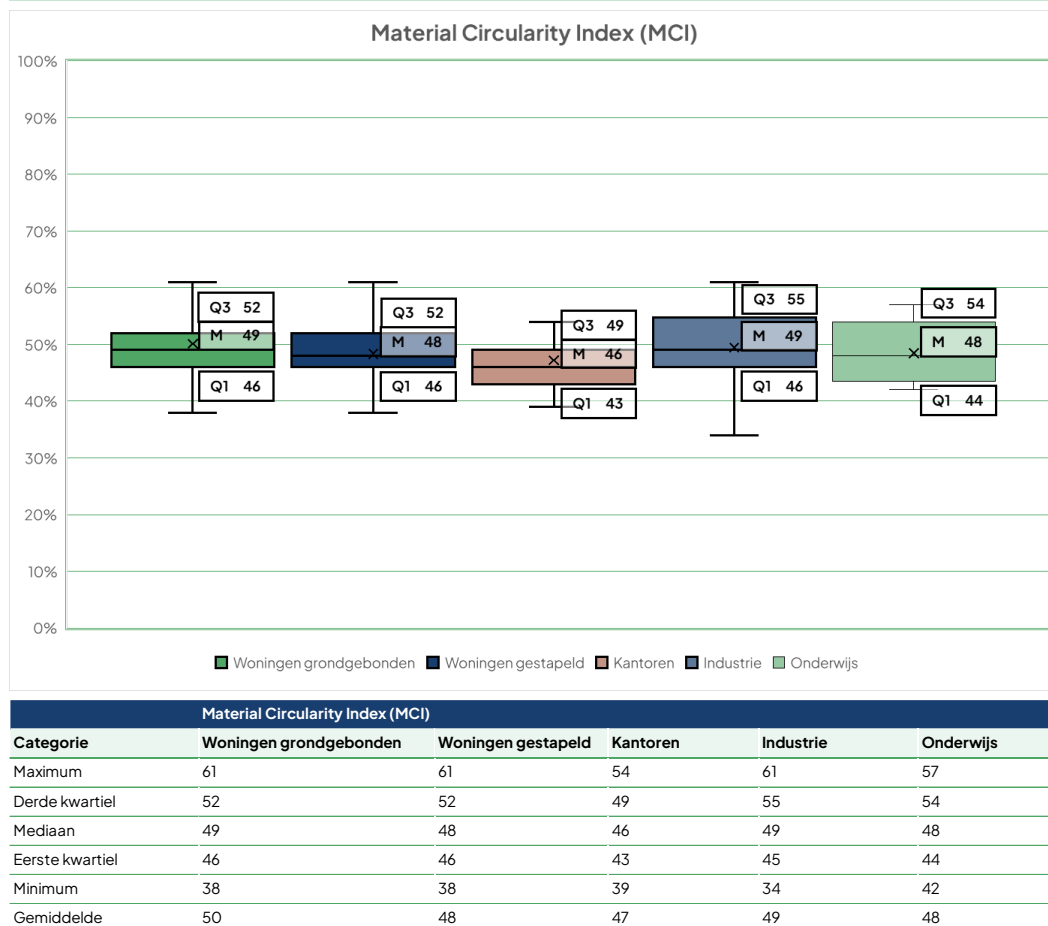 Material Circularity Index (MCI)
100%
90%
80%
70%
60%
50%
40%
30%
20%
10%
0%
Q3 52
M 49
Q1 46
Q3 52
M 48
Q1 46
Q3 49
M 46
Q1 43
Q3 55
M 49
Q1 46
Q3 54
M 48
Q1 44
Woningen grondgebonden Woningen gestapeld Kantoren Industrie Onderwijs
Material Circularity Index (MCI)
Categorie Woningen grondgebonden Woningen gestapeld Kantoren Industrie Onderwijs
Maximum 61 61 54 61 57
Derde kwartiel 52 52 49 55 54
Mediaan 49 48 46 49 48
Eerste kwartiel 46 46 43 45 44
Minimum 38 38 39 34 42
Gemiddelde 50 48 47 49 48